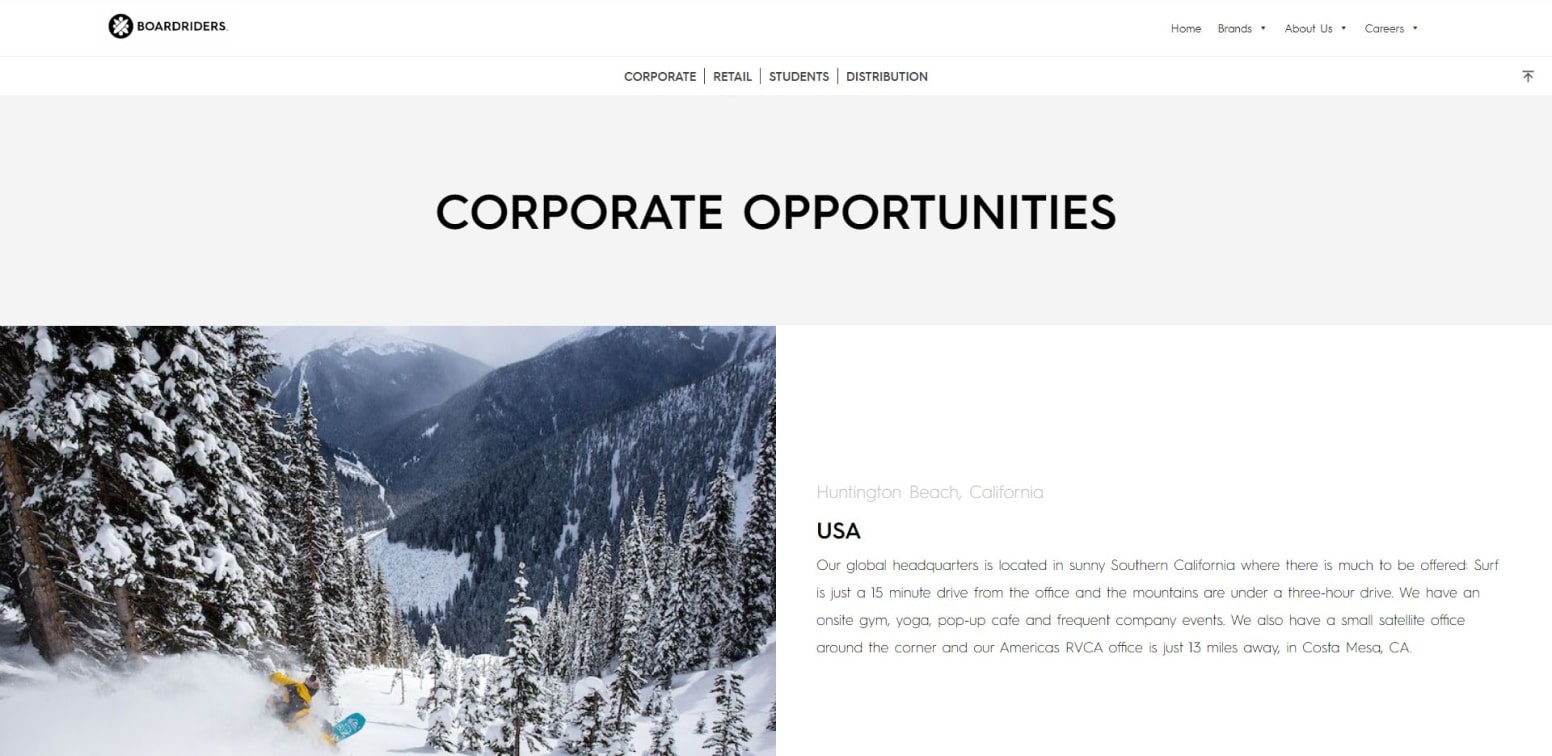 BOARDRIDERS
Home Brands About Us Careers
CORPORATE RETAIL STUDENTS DISTRIBUTION
CORPORATE OPPORTUNITIES
Huntington Beach, California
USA
Our global headquarters is located in sunny Southern California where there is much to be offered: Surf
is just a 15 minute drive from the office and the mountains are under a three-hour drive. We have an
onsite gym, yoga, pop-up cafe and frequent company events. We also have a small satellite office
around the corner and our Americas RVCA office is just 13 miles away, in Costa Mesa, CA.